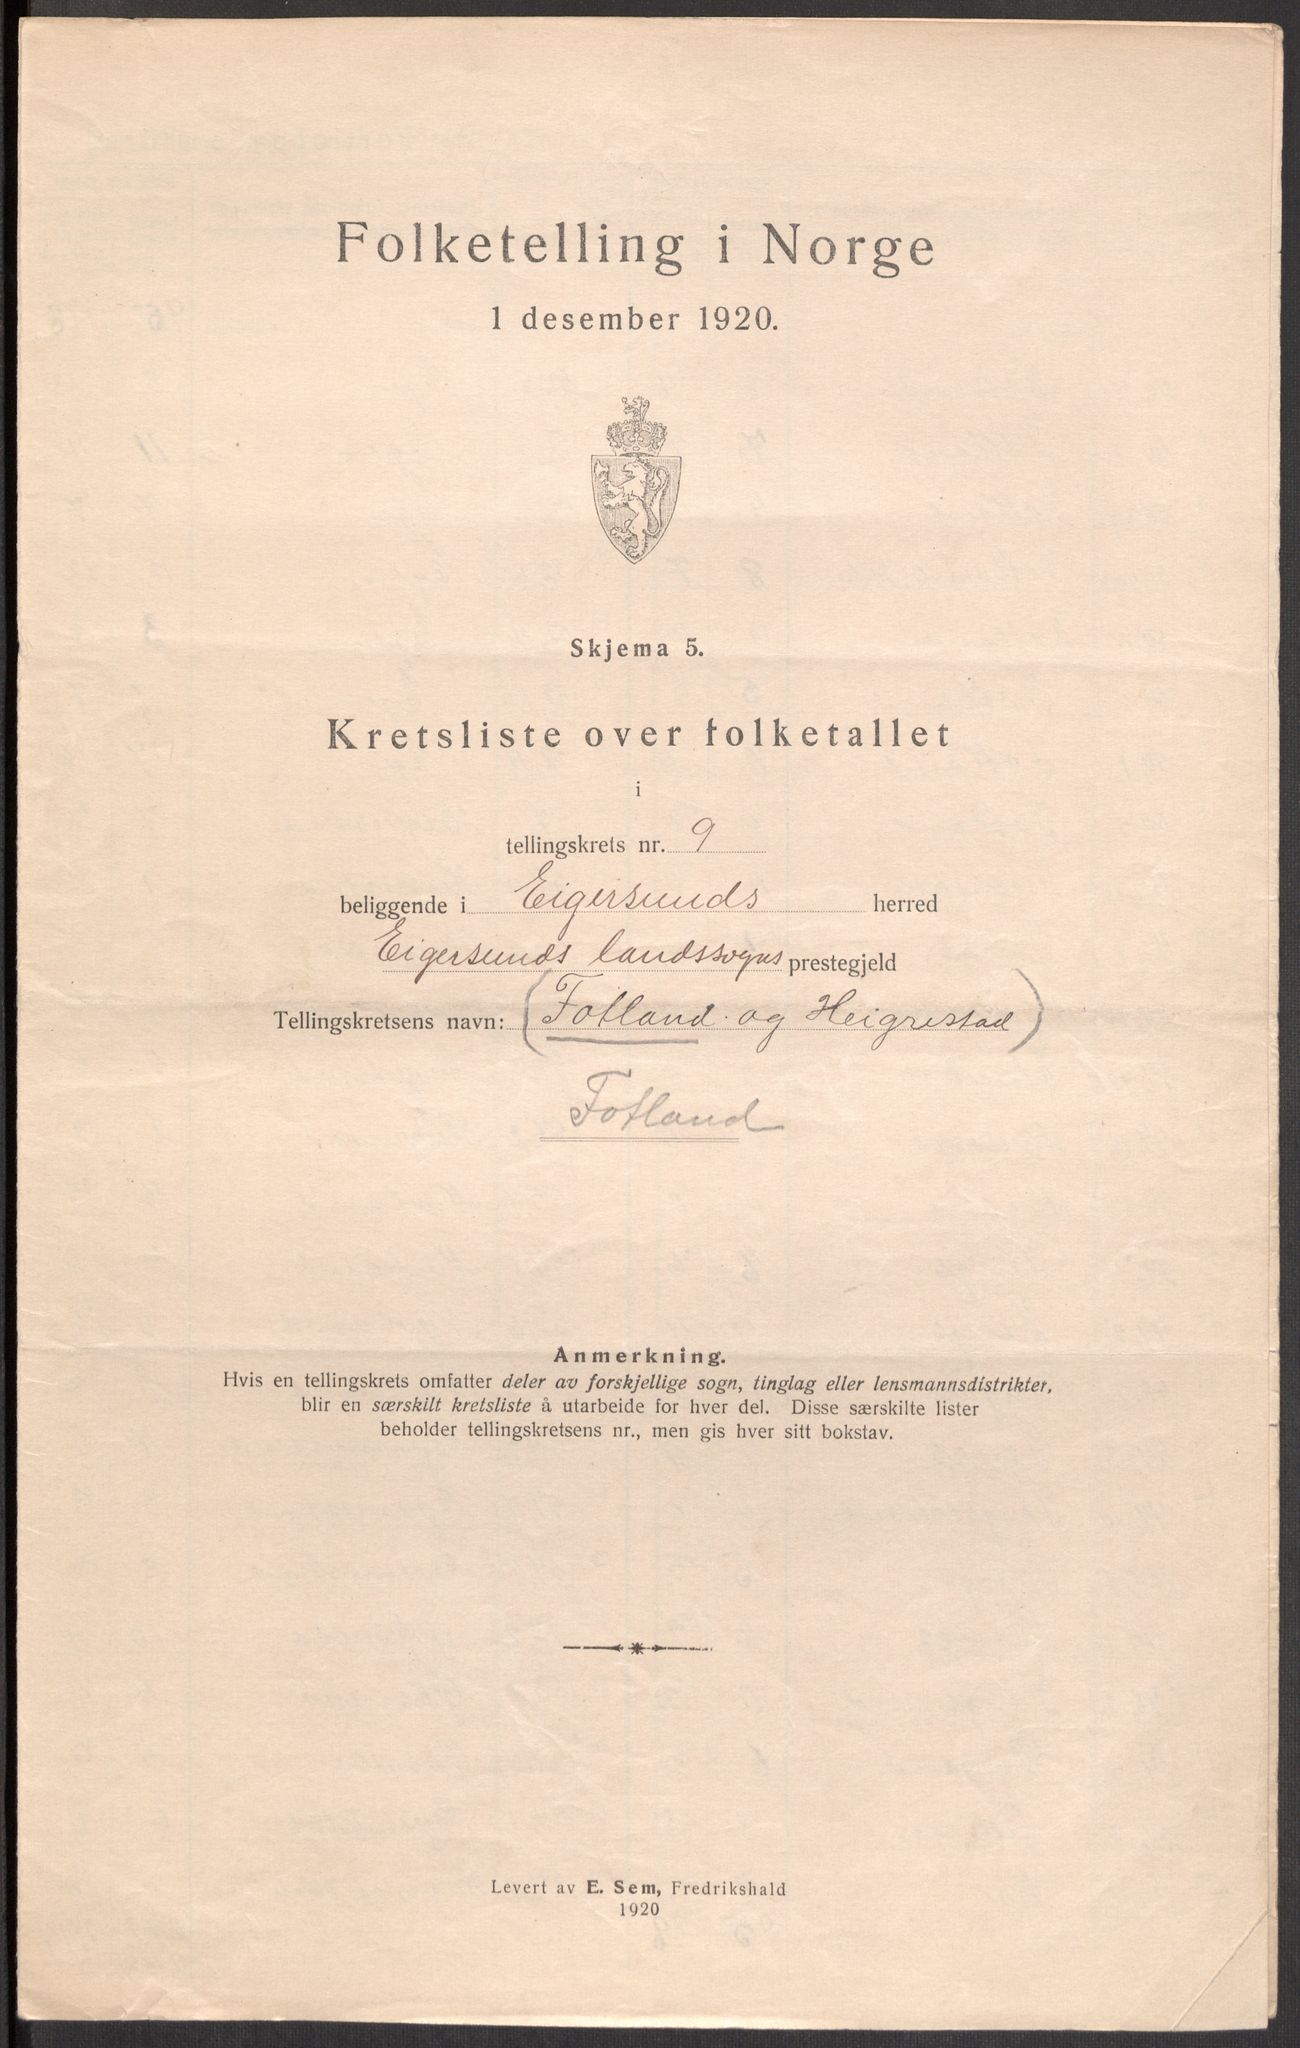 Folketelling i Norge
1 desember 1920.
Skjema 5.
Kretsliste over folketallet
i
tellingskrets nr. 9
beliggende i Eigersunds herred
Eigersunds landssogns prestegjeld
Tellingskretsens navn: (Fotland og Heigrestad)
Fotland
Anmerkning.
Hvis en tellingskrets omfatter deler av forskjellige sogn, tinglag eller lensmannsdistrikter,
blir en særskilt kretsliste å utarbeide for hver del. Disse særskilte lister
beholder tellingskretsens nr., men gis hver sitt bokstav.
Levert av E. Sem, Fredrikshald
1920